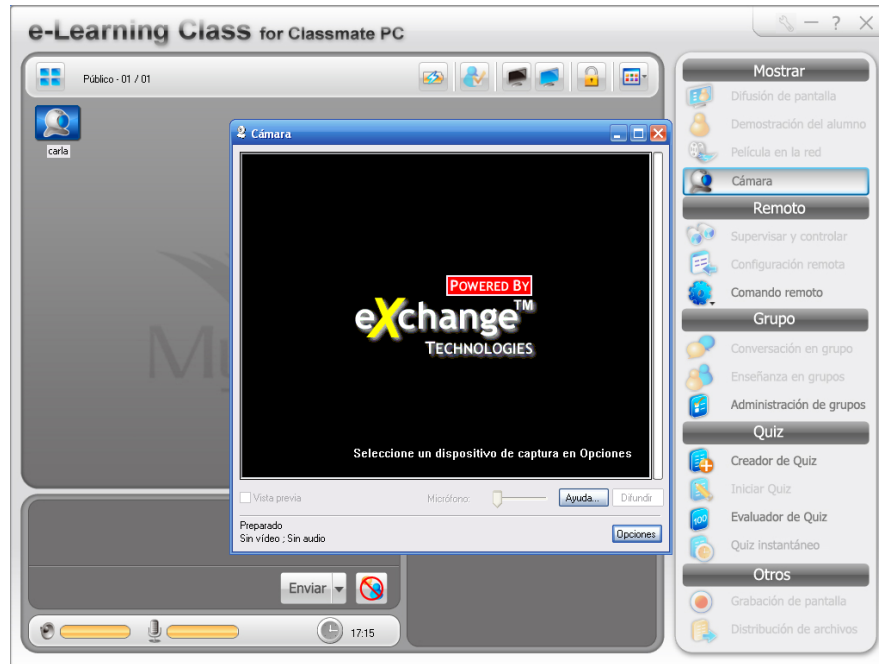 e-Learning Class for Classmate PC
Público - 01 / 01
carla
Cámara
POWERED BY
eXchange™
TECHNOLOGIES
Seleccione un dispositivo de captura en Opciones
Vista previa
Micrófono:
Ayuda...
Difundir
Preparado
Sin vídeo ; Sin audio
Opciones
Enviar
17:15
Mostrar
Difusión de pantalla
Demostración del alumno
Película en la red
Cámara
Remoto
Supervisar y controlar
Configuración remota
Comando remoto
Grupo
Conversación en grupo
Enseñanza en grupos
Administración de grupos
Quiz
Creador de Quiz
Iniciar Quiz
Evaluador de Quiz
100
Quiz instantáneo
Otros
Grabación de pantalla
Distribución de archivos